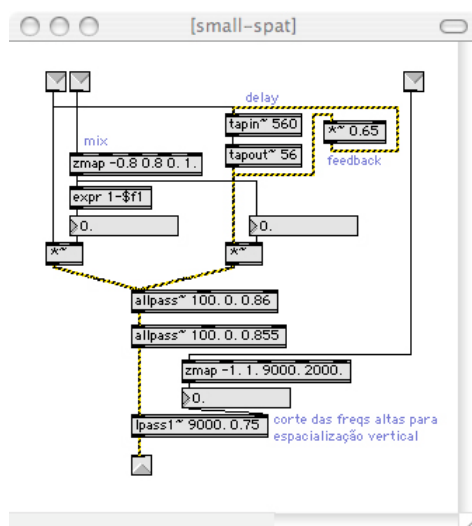 [small-spat]
delay
tapin~ 560
*~ 0.65
mix
tapout~ 56
feedback
zmap -0.8 0.8 0. 1.
expr 1-$f1
0.
0.
*~
*~
allpass~ 100. 0. 0.86
allpass~ 100. 0. 0.855
zmap -1. 1. 9000. 2000.
0.
lpass1~ 9000. 0.75
corte das freqs altas para
espacialização vertical